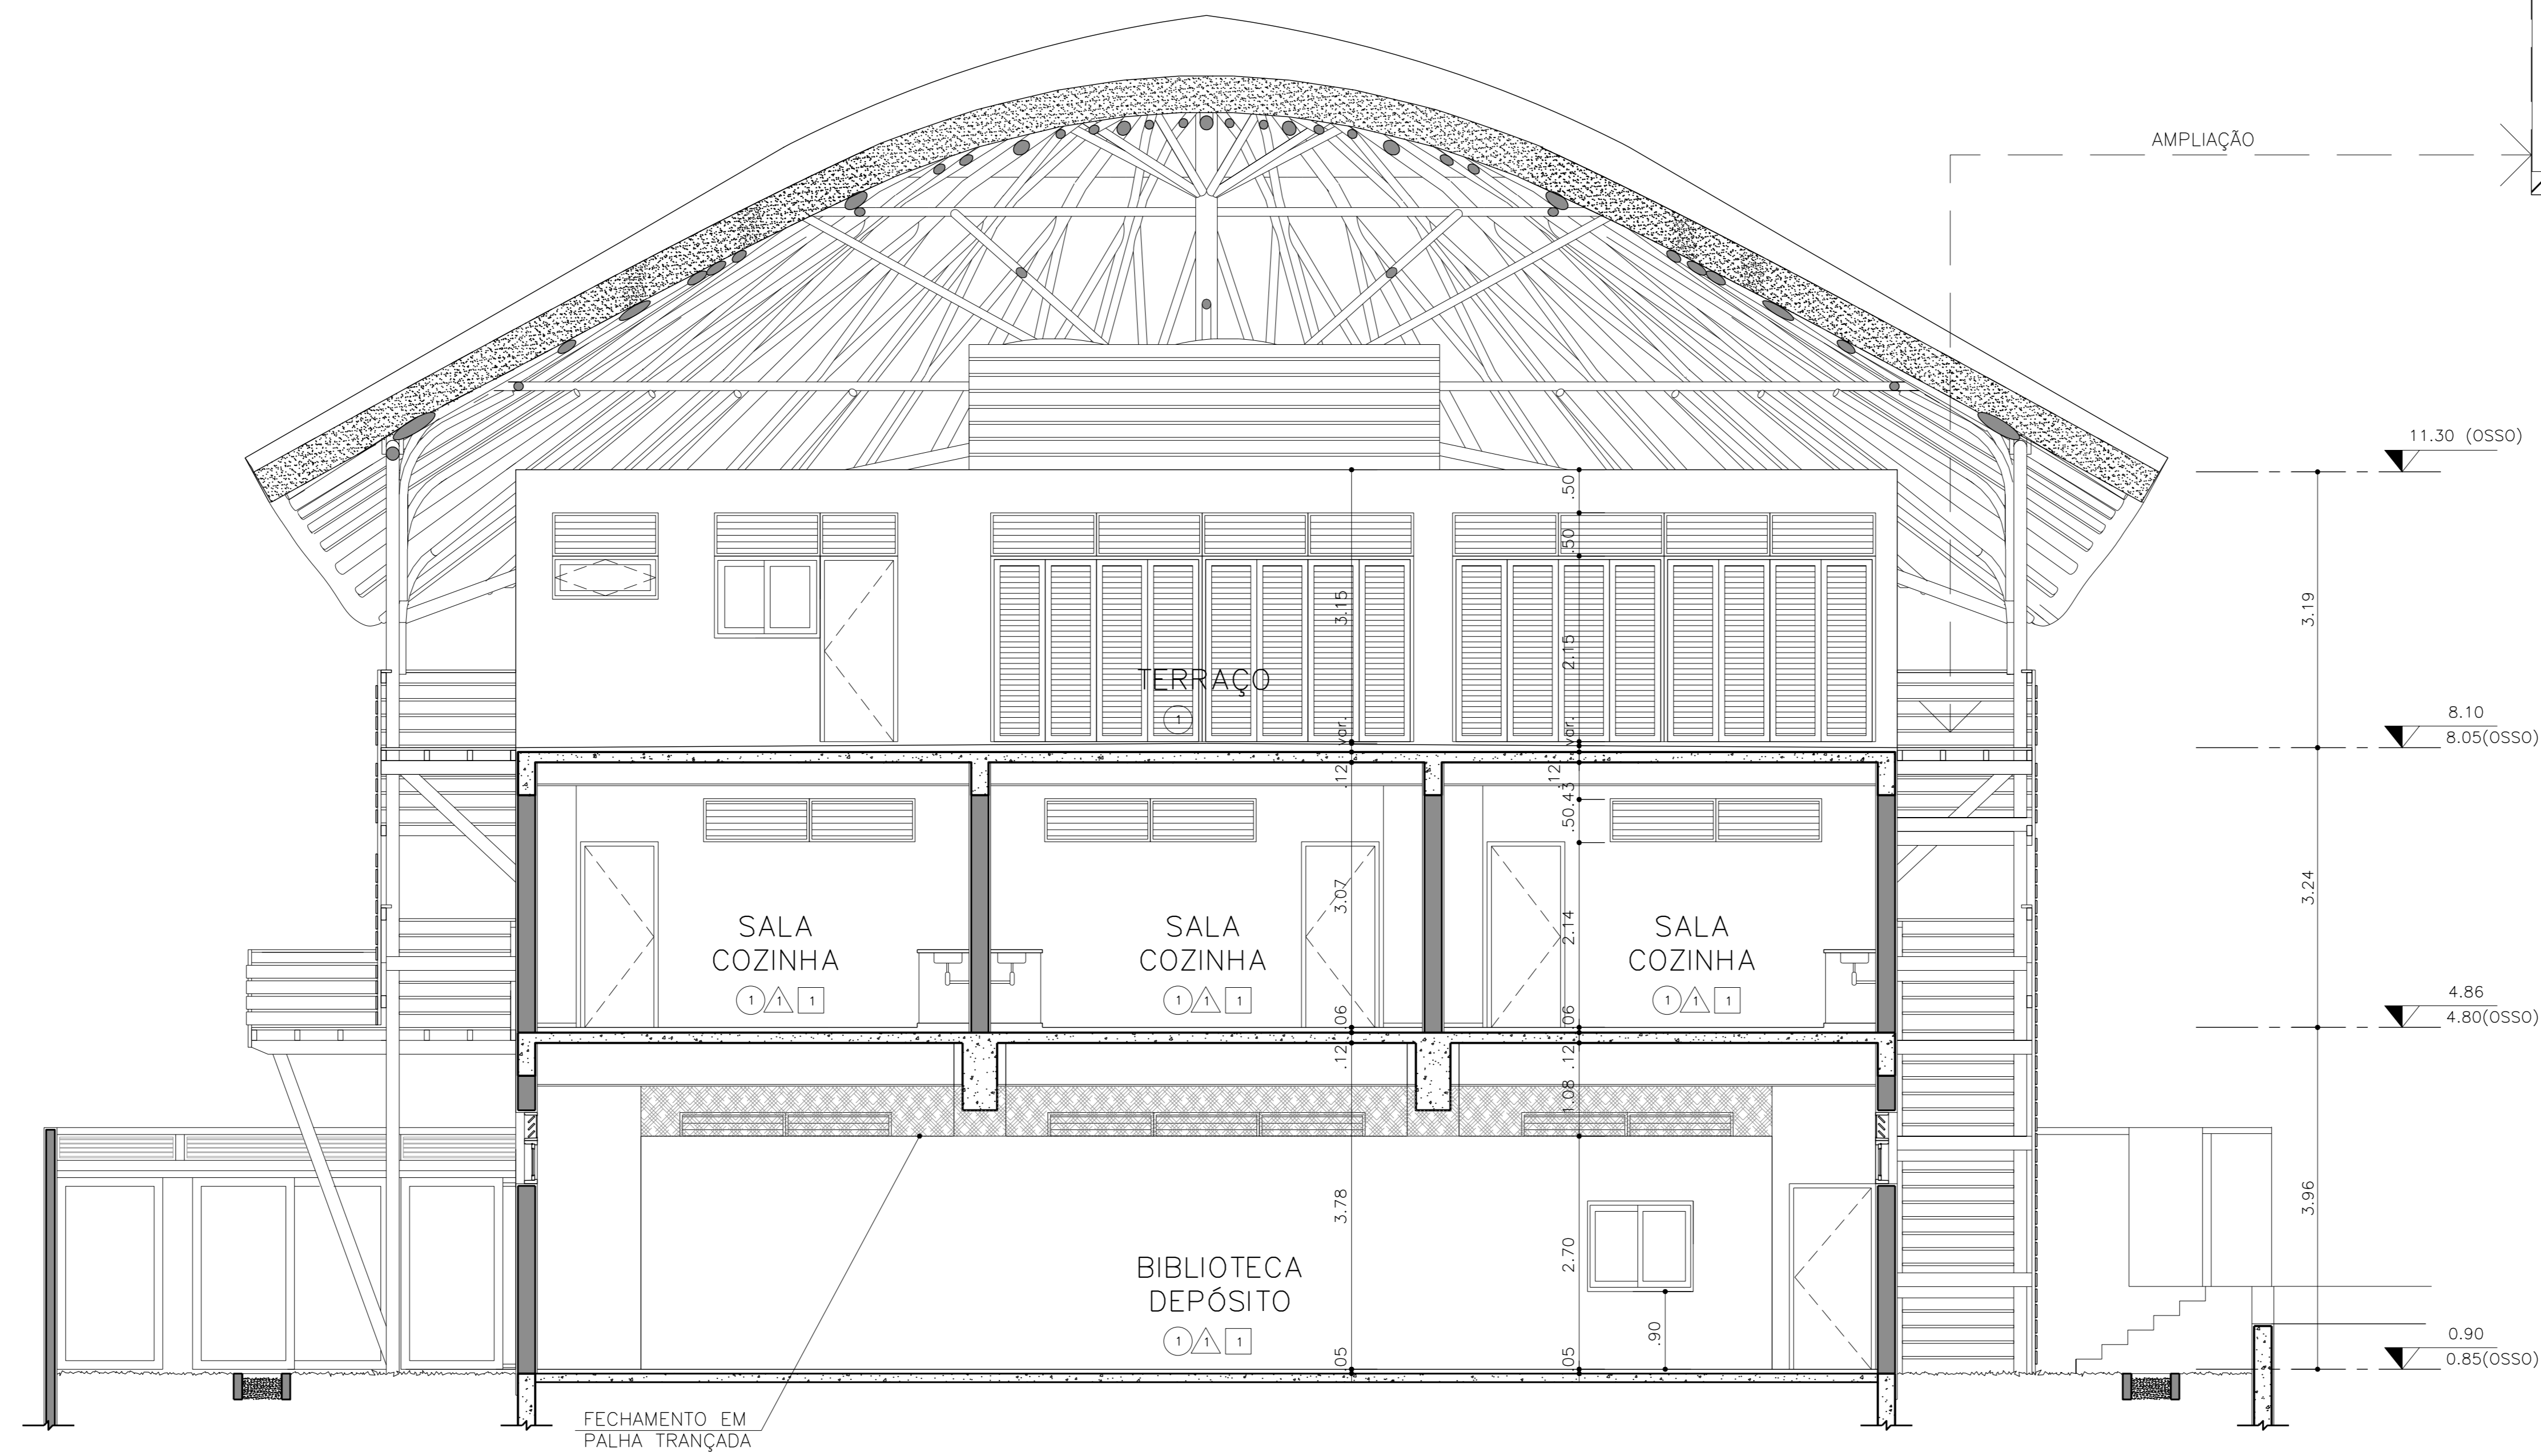 AMPLIAÇÃO
11.30 (OSSO)
.50
.50
3.15
2.15
3.19
TERRAÇO
1
var.
var.
8.10
8.05(OSSO)
.12
.12
.43
.50
3.07
2.14
3.24
SALA
COZINHA
1 1 1
SALA
COZINHA
1 1 1
SALA
COZINHA
1 1 1
4.86
4.80(OSSO)
.06
.06
.12
.12
1.08
3.78
2.70
3.96
BIBLIOTECA
DEPÓSITO
1 1 1
.90
.05
.05
0.90
0.85(OSSO)
FECHAMENTO EM
PALHA TRANÇADA